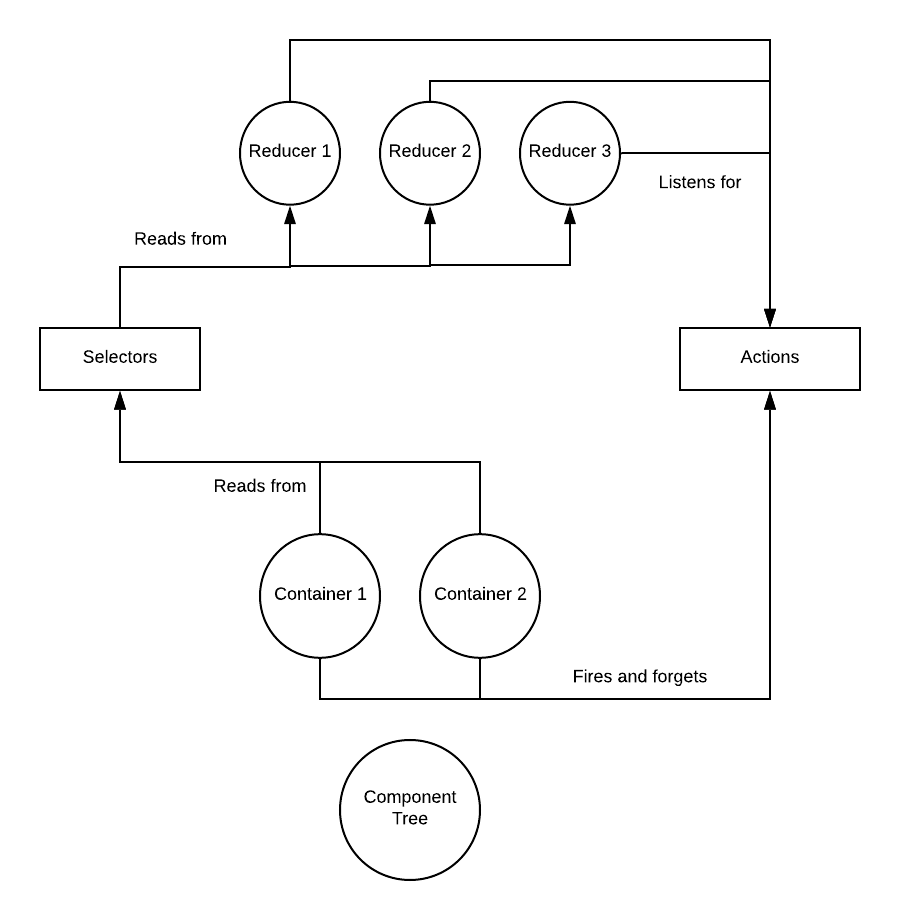 Reducer 1
Reducer 2
Reducer 3
Listens for
Reads from
Selectors
Actions
Reads from
Container 1
Container 2
Fires and forgets
Component
Tree